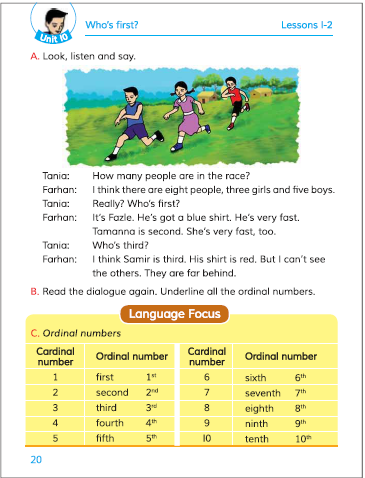 Unit 10
Who's first? Lessons 1-2
A. Look, listen and say.
Tania: How many people are in the race?
Farhan: I think there are eight people, three girls and five boys.
Tania: Really? Who's first?
Farhan: It's Fazle. He's got a blue shirt. He's very fast.
Tamanna is second. She's very fast, too.
Tania: Who's third?
Farhan: I think Samir is third. His shirt is red. But I can't see
the others. They are far behind.
B. Read the dialogue again. Underline all the ordinal numbers.
Language Focus
C. Ordinal numbers
Cardinal number Ordinal number Cardinal number Ordinal number
1 first 1st 6 sixth 6th
2 second 2nd 7 seventh 7th
3 third 3rd 8 eighth 8th
4 fourth 4th 9 ninth 9th
5 fifth 5th 10 tenth 10th
20